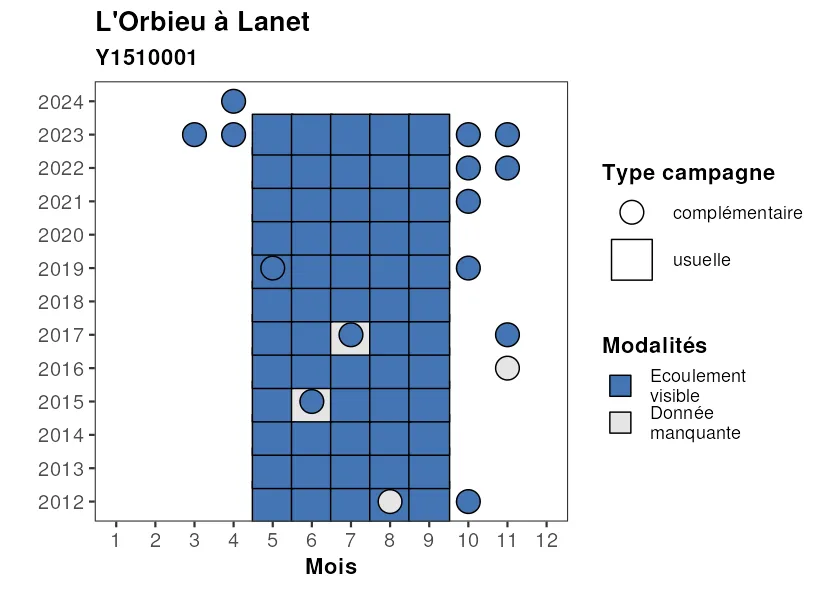 L'Orbieu à Lanet
Y1510001
2024
2023
2022
2021
2020
2019
2018
2017
2016
2015
2014
2013
2012
1 2 3 4 5 6 7 8 9 10 11 12
Mois
Type campagne
complémentaire
usuelle
Modalités
Ecoulement
visible
Donnée
manquante